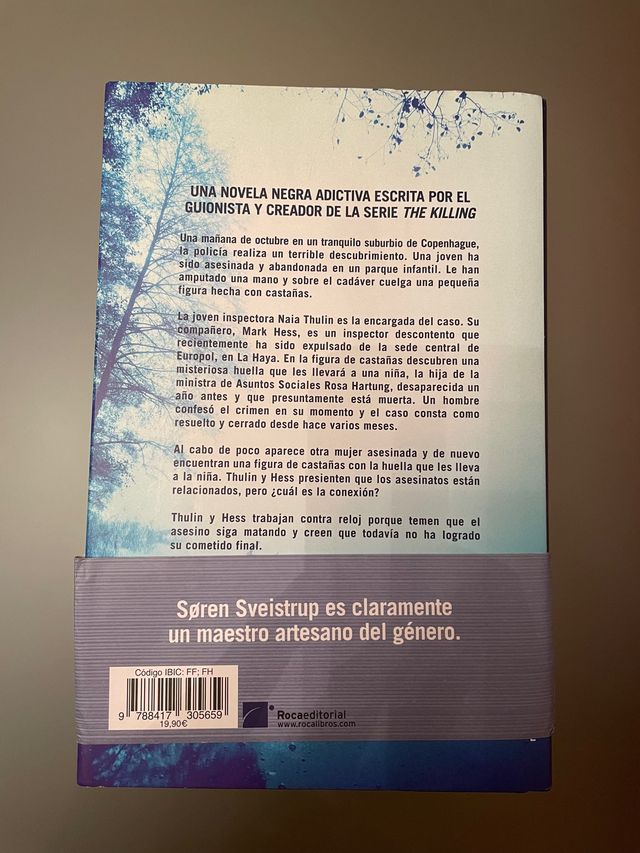 UNA NOVELA NEGRA ADICTIVA ESCRITA POR EL
GUIONISTA Y CREADOR DE LA SERIE THE KILLING
Una mañana de octubre en un tranquilo suburbio de Copenhague,
la policía realiza un terrible descubrimiento. Una joven ha
sido asesinada y abandonada en un parque infantil. Le han
amputado una mano y sobre el cadáver cuelga una pequeña
figura hecha con castañas.
La joven inspectora Naia Thulin es la encargada del caso. Su
compañero, Mark Hess, es un inspector descontento que
recientemente ha sido expulsado de la sede central de
Europol, en La Haya. En la figura de castañas descubren una
misteriosa huella que les llevará a una niña, la hija de la
ministra de Asuntos Sociales Rosa Hartung, desaparecida un
año antes y que presuntamente está muerta. Un hombre
confesó el crimen en su momento y el caso consta como
resuelto y cerrado desde hace varios meses.
Al cabo de poco aparece otra mujer asesinada y de nuevo
encuentran una figura de castañas con la huella que les lleva
a la niña. Thulin y Hess presienten que los asesinatos están
relacionados, pero ¿cuál es la conexión?
Thulin y Hess trabajan contra reloj porque temen que el
asesino siga matando y creen que todavía no ha logrado
su cometido final.
Søren Sveistrup es claramente
un maestro artesano del género.
Código IBIC: FF; FH
9 788417 305659
19,90€
Rocaeditorial
www.rocalibros.com